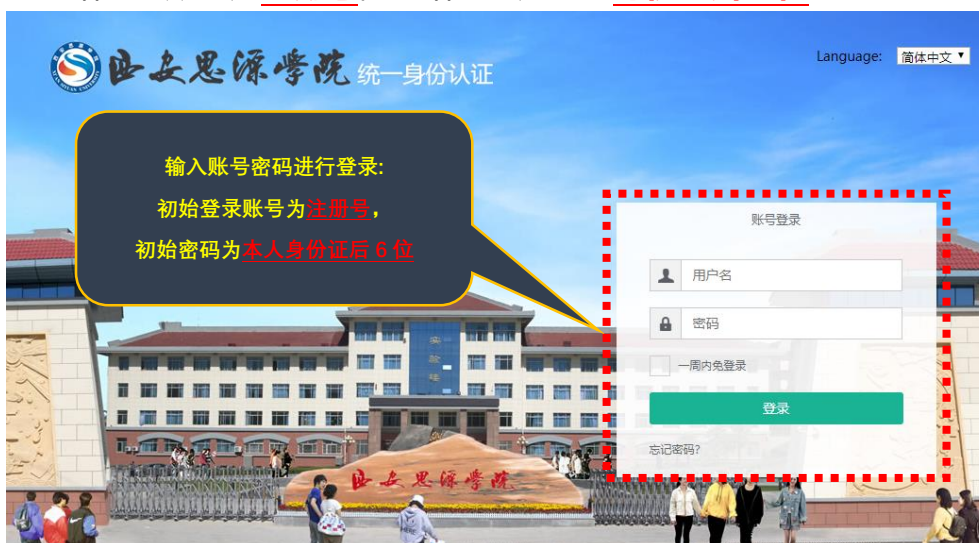 西安思源学院 统一身份认证
Language: 简体中文
输入账号密码进行登录:
初始登录账号为注册号，
初始密码为本人身份证后 6 位
账号登录
用户名
密码
一周内免登录
登录
忘记密码?
实验楼
西安思源学院